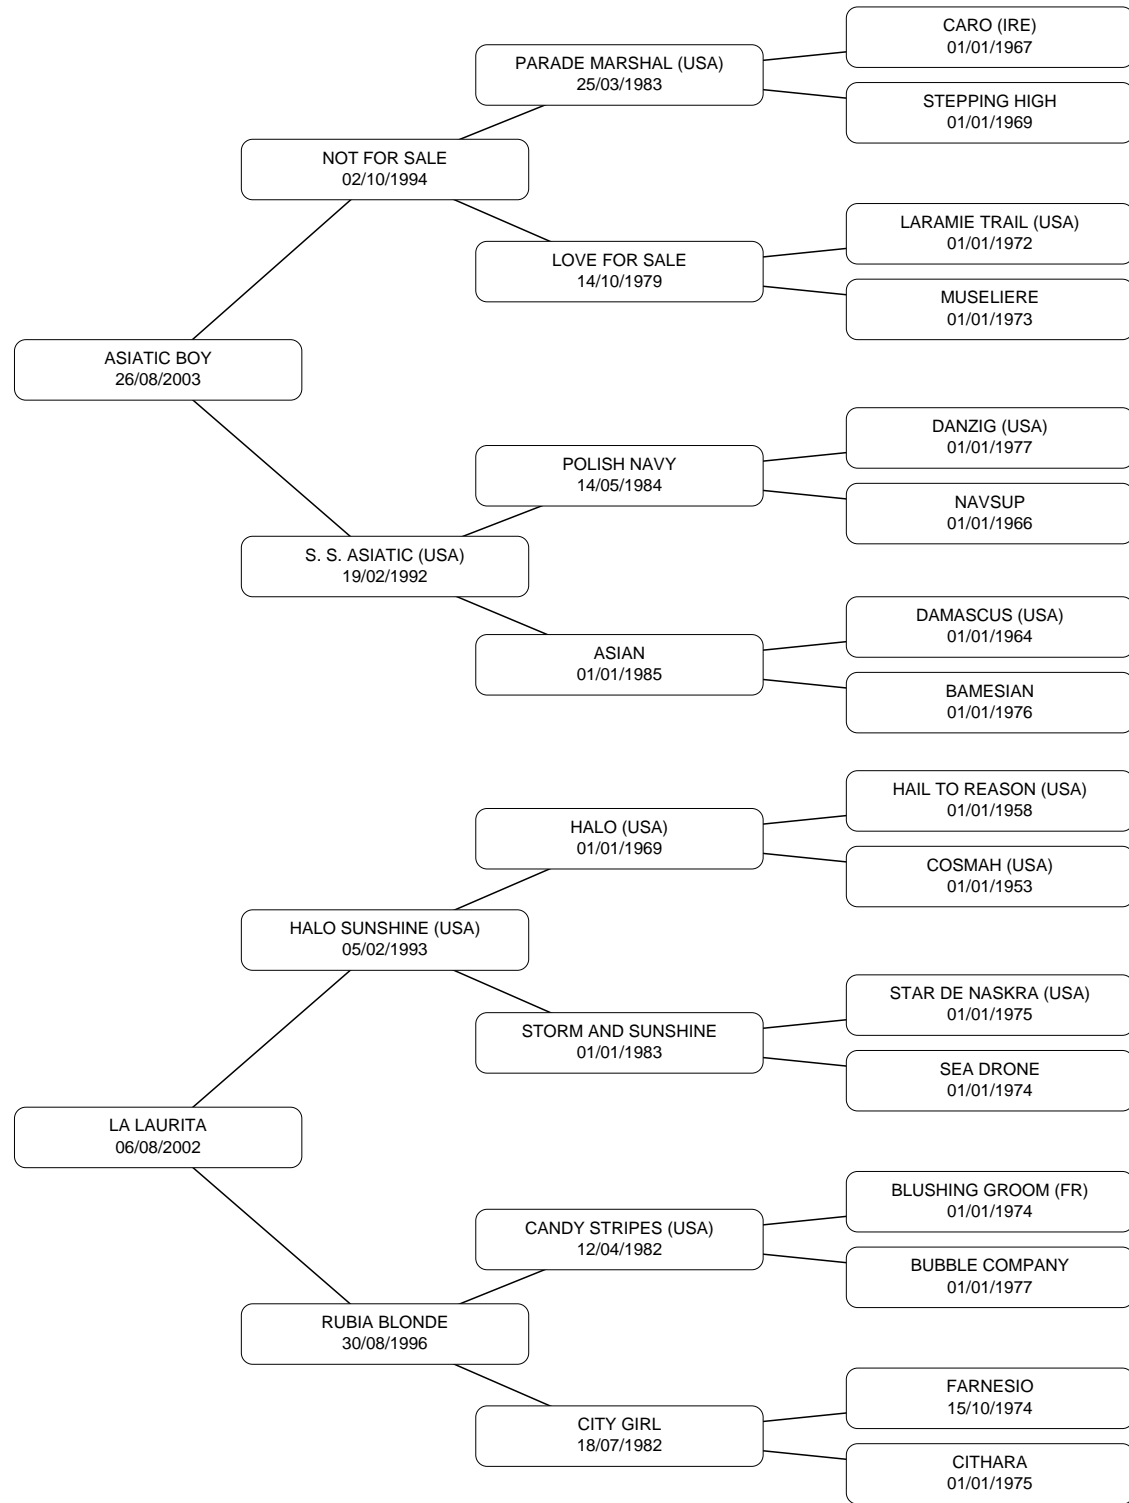 CARO (IRE)
01/01/1967
PARADE MARSHAL (USA)
25/03/1983
STEPPING HIGH
01/01/1969
NOT FOR SALE
02/10/1994
LARAMIE TRAIL (USA)
01/01/1972
LOVE FOR SALE
14/10/1979
MUSELIERE
01/01/1973
ASIATIC BOY
26/08/2003
DANZIG (USA)
01/01/1977
POLISH NAVY
14/05/1984
NAVSUP
01/01/1966
S. S. ASIATIC (USA)
19/02/1992
DAMASCUS (USA)
01/01/1964
ASIAN
01/01/1985
BAMESIAN
01/01/1976
HAIL TO REASON (USA)
01/01/1958
HALO (USA)
01/01/1969
COSMAH (USA)
01/01/1953
HALO SUNSHINE (USA)
05/02/1993
STAR DE NASKRA (USA)
01/01/1975
STORM AND SUNSHINE
01/01/1983
SEA DRONE
01/01/1974
LA LAURITA
06/08/2002
BLUSHING GROOM (FR)
01/01/1974
CANDY STRIPES (USA)
12/04/1982
BUBBLE COMPANY
01/01/1977
RUBIA BLONDE
30/08/1996
FARNESIO
15/10/1974
CITY GIRL
18/07/1982
CITHARA
01/01/1975